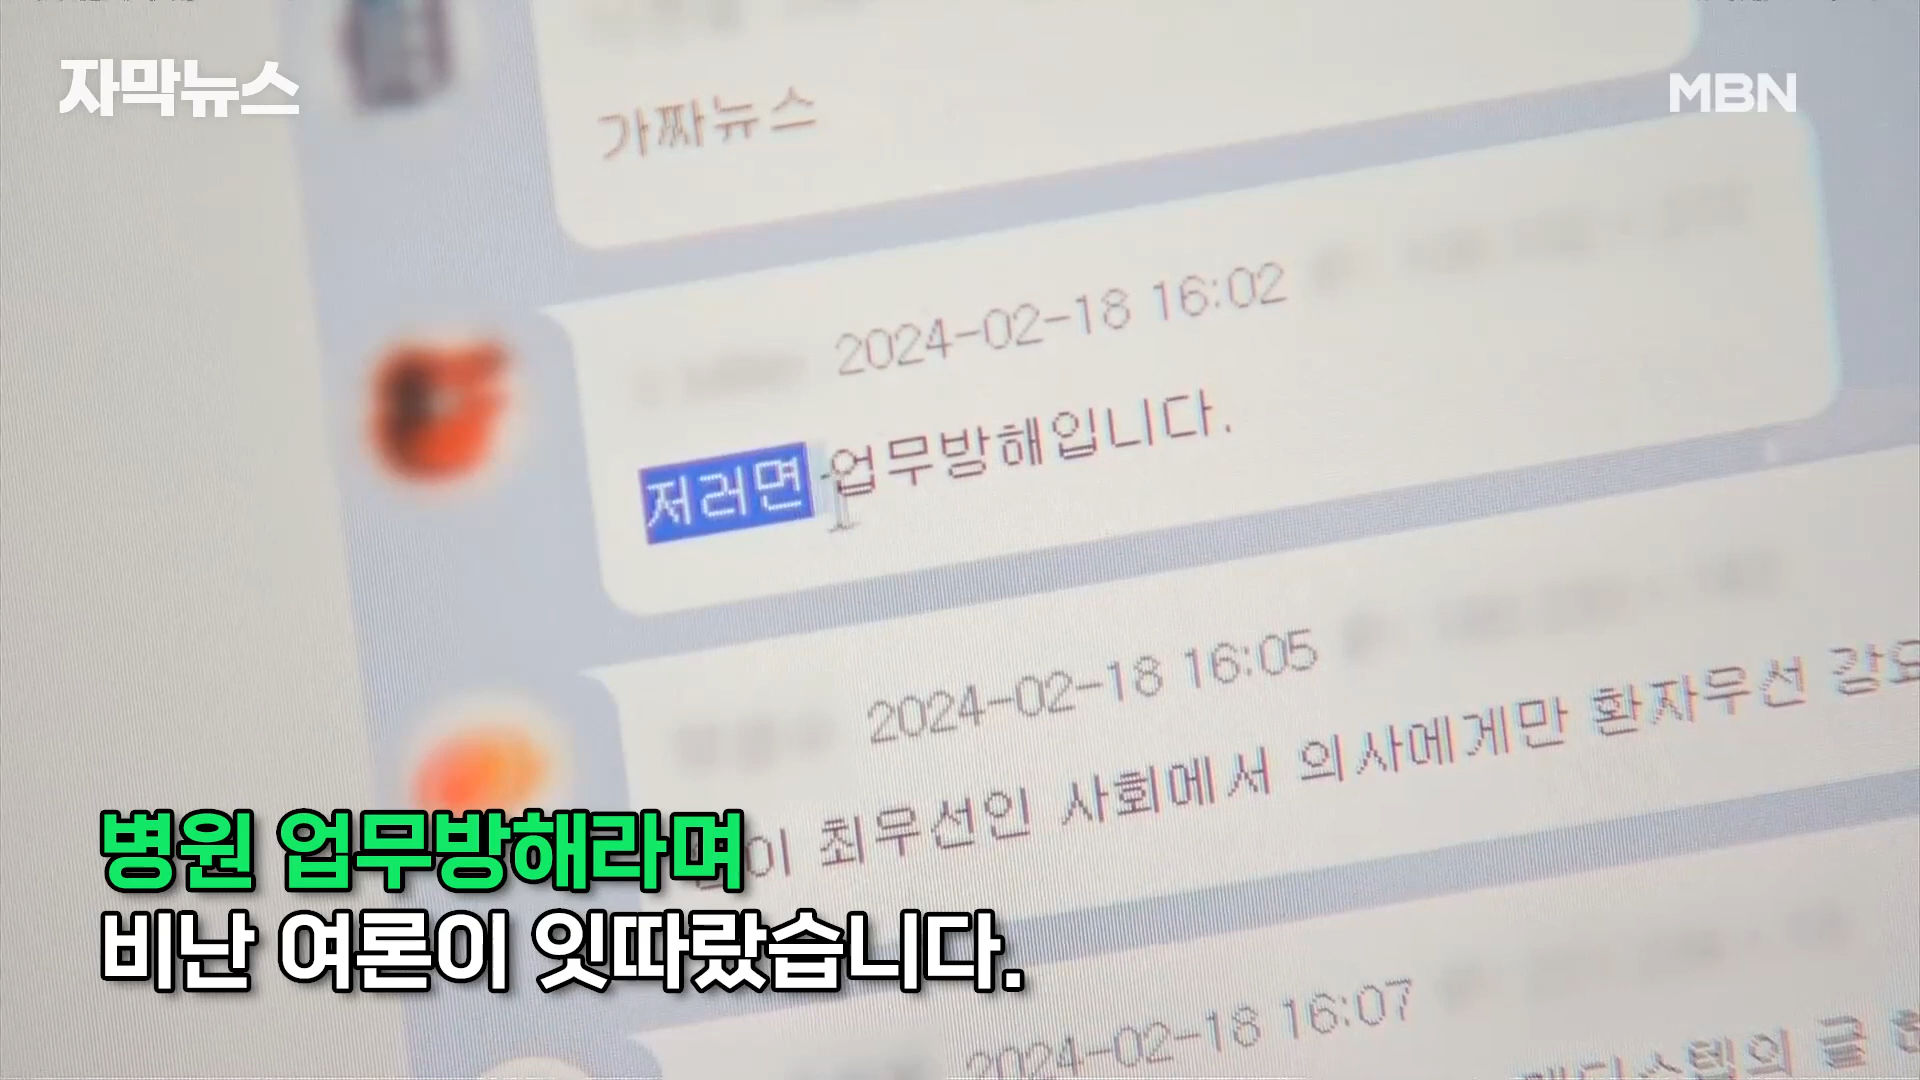 자막뉴스
MBN
가짜뉴스
2024-02-18 16:02
저러면 업무방해입니다.
2024-02-18 16:05
최우선인 사회에서 의사에게만 환자우선
병원 업무방해라며
비난 여론이 잇따랐습니다.
2024-02-18 16:07
글